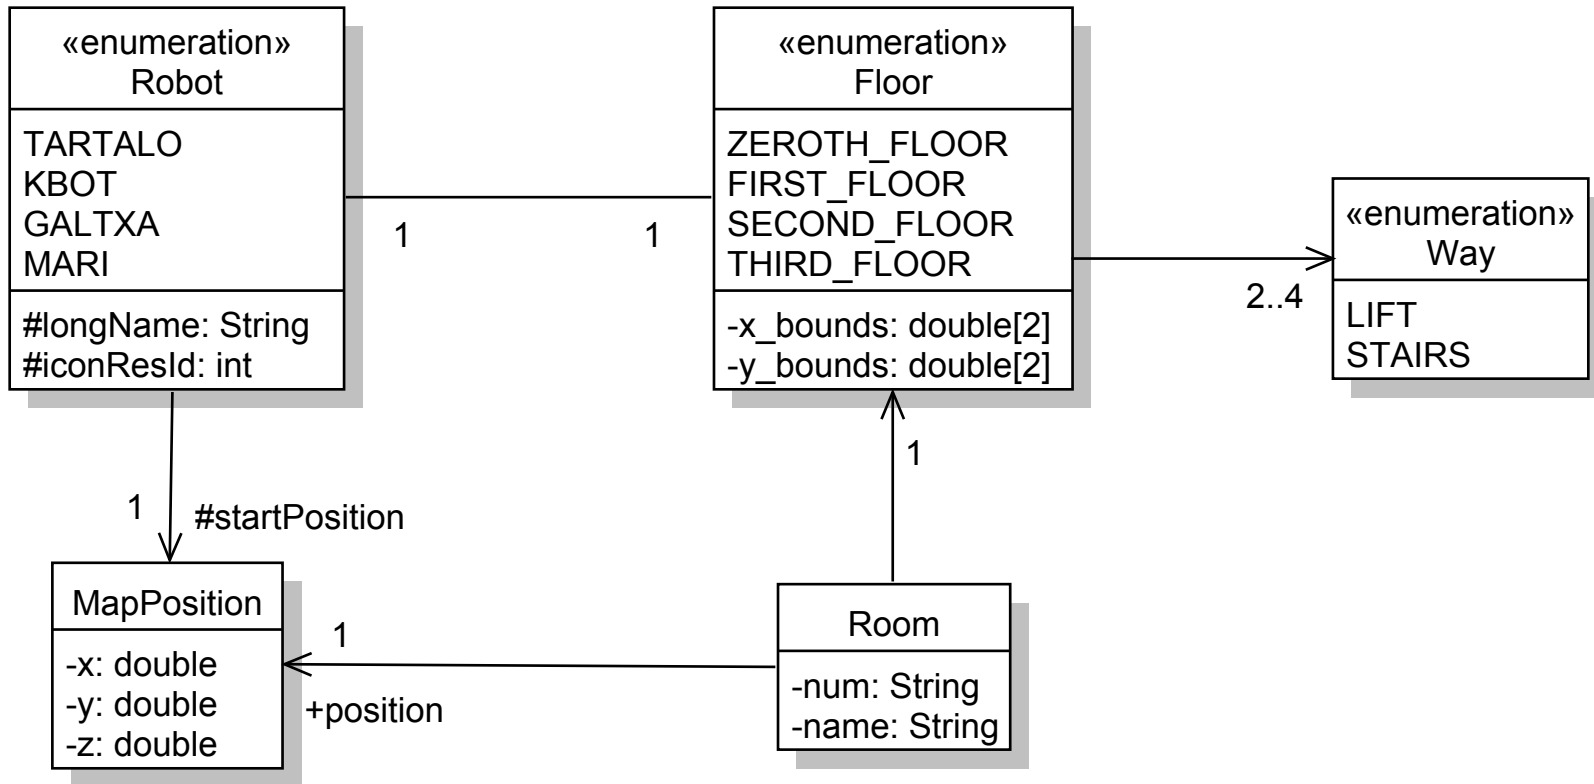 «enumeration»
Robot
TARTALO
KBOT
GALTXA
MARI
#longName: String
#iconResId: int
1
1
«enumeration»
Floor
ZEROTH_FLOOR
FIRST_FLOOR
SECOND_FLOOR
THIRD_FLOOR
-x_bounds: double[2]
-y_bounds: double[2]
2..4
«enumeration»
Way
LIFT
STAIRS
1
#startPosition
1
MapPosition
-x: double
-y: double
-z: double
1
+position
Room
-num: String
-name: String